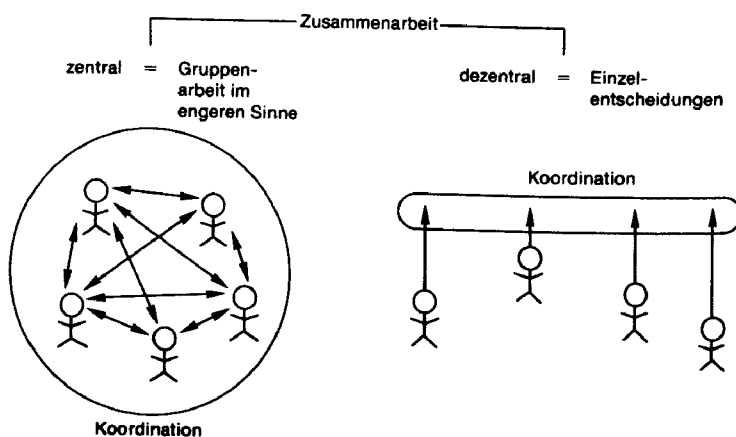 Zusammenarbeit
zentral = Gruppen-
arbeit im
engeren Sinne
dezentral = Einzel-
entscheidungen
Koordination
Koordination